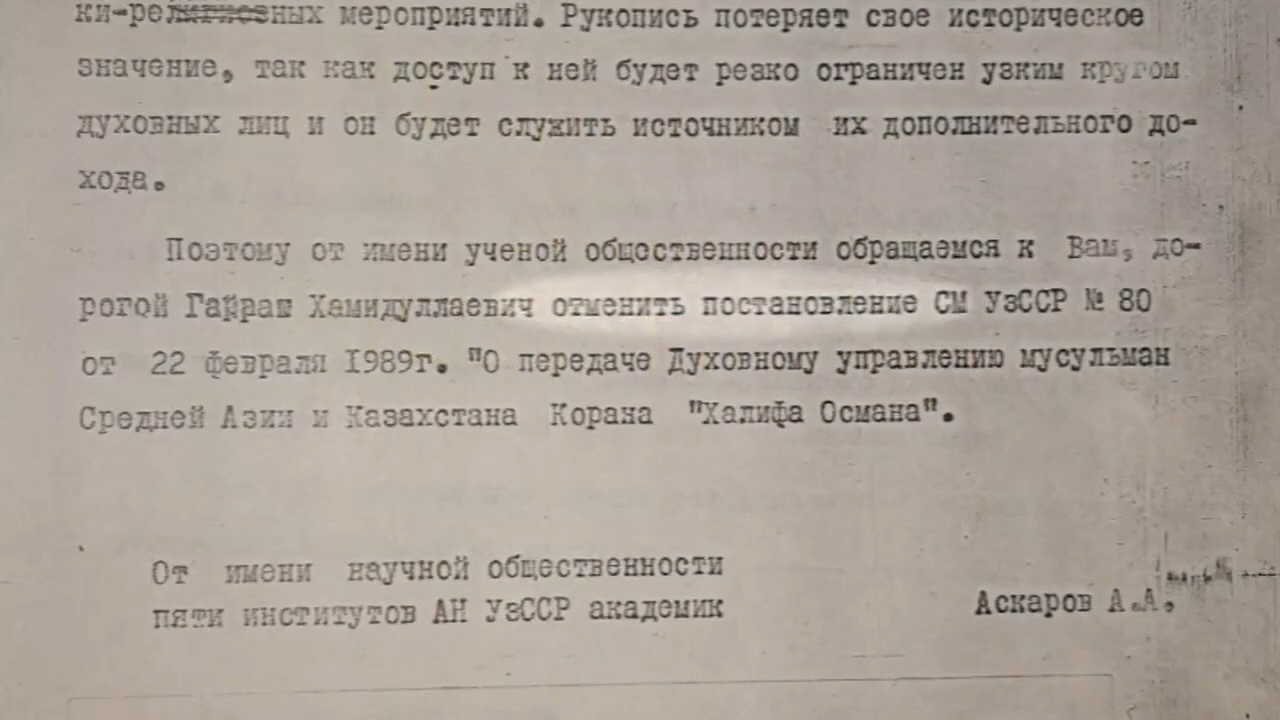 ки-религиозных мероприятий. Рукопись потеряет свое историческое
значение, так как доступ к ней будет резко ограничен узким кругом
духовных лиц и он будет служить источником их дополнительного до-
хода.
Поэтому от имени ученой общественности обращаемся к Вам, до-
рогой Гайрат Хамидуллаевич отменить постановление СМ УзССР № 80
от 22 февраля 1989г. "О передаче Духовному управлению мусульман
Средней Азии и Казахстана Корана "Халифа Османа".
От имени научной общественности
пяти институтов АН УзССР академик
Аскаров А.А.